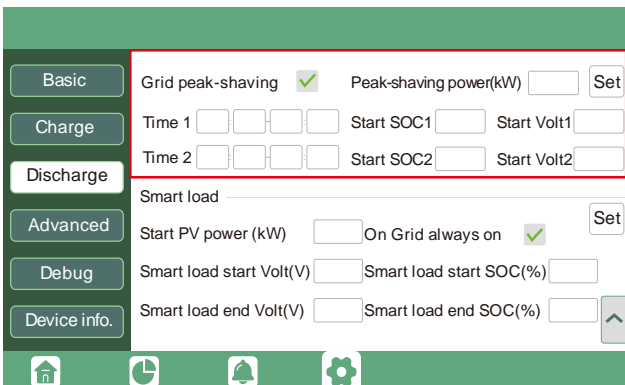 Basic
Charge
Discharge
Advanced
Debug
Device info.
Grid peak-shaving Peak-shaving power(kW) Set
Time 1 : - : Start SOC1 Start Volt1
Time 2 : - : Start SOC2 Start Volt2
Smart load
Set
Start PV power (kW) On Grid always on
Smart load start Volt(V) Smart load start SOC(%)
Smart load end Volt(V) Smart load end SOC(%)